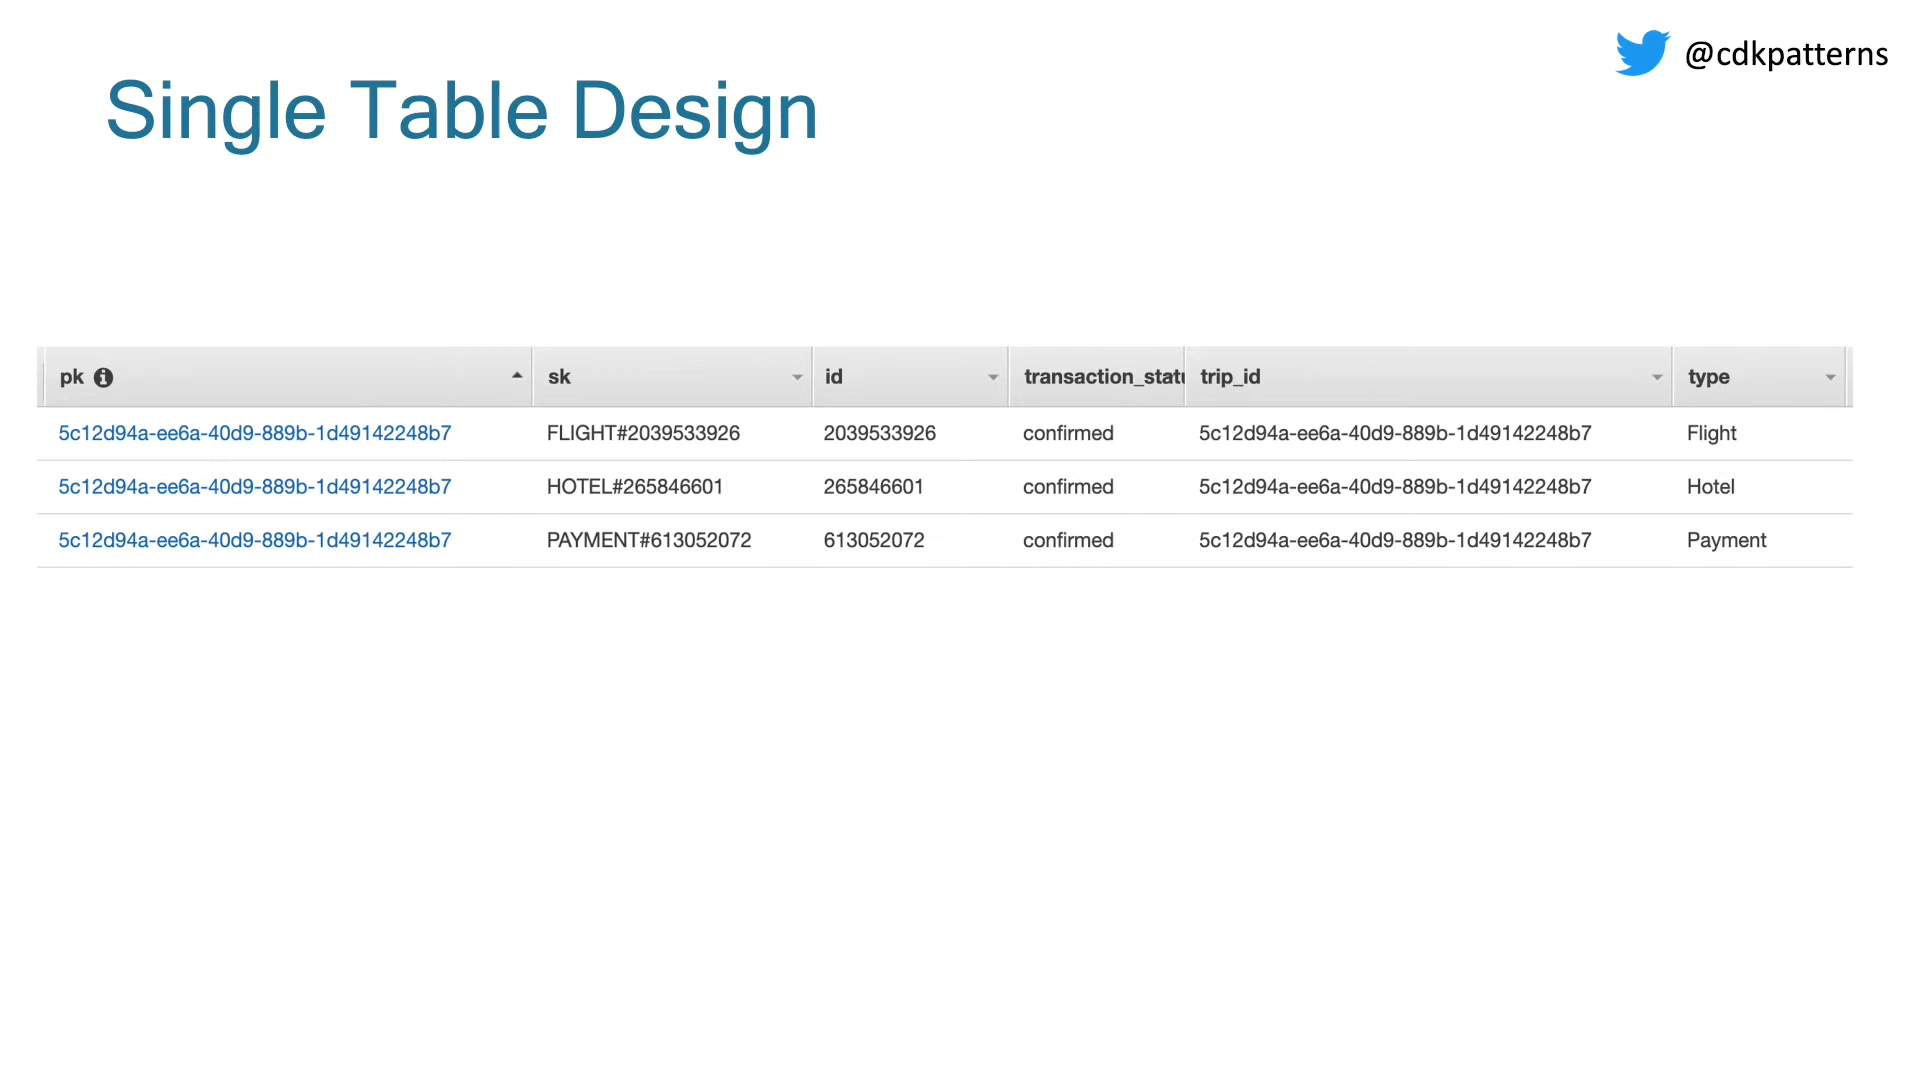 @cdkpatterns
Single Table Design
pk sk id transaction_statu trip_id type
5c12d94a-ee6a-40d9-889b-1d49142248b7 FLIGHT#2039533926 2039533926 confirmed 5c12d94a-ee6a-40d9-889b-1d49142248b7 Flight
5c12d94a-ee6a-40d9-889b-1d49142248b7 HOTEL#265846601 265846601 confirmed 5c12d94a-ee6a-40d9-889b-1d49142248b7 Hotel
5c12d94a-ee6a-40d9-889b-1d49142248b7 PAYMENT#613052072 613052072 confirmed 5c12d94a-ee6a-40d9-889b-1d49142248b7 Payment